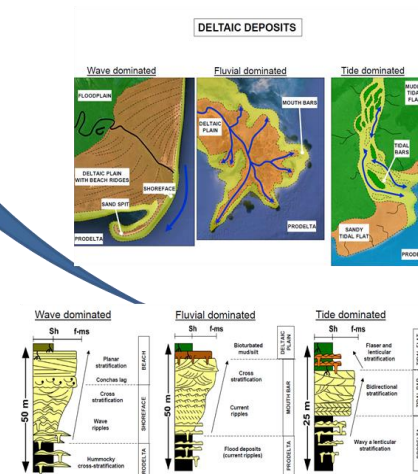 DELTAIC DEPOSITS
Wave dominated
Fluvial dominated
Tide dominated
FLOODPLAIN
DELTAIC PLAIN
WITH BEACH RIDGES
SHOREFACE
SAND SPIT
PRODELTA
MOUTH BARS
DELTAIC
PLAIN
PRODELTA
TIDAL
BARS
SANDY
TIDAL FLAT
Wave dominated
Sh f-ms
50 m
Planar
stratification
Conchas lag
Cross
stratification
Wave
ripples
Hummocky
cross-stratification
BEACH
SHOREFACE
Fluvial dominated
Sh f-ms
50 m
Bioturbated
mud/silt
Cross
stratification
Current
ripples
Flood deposits
(current ripples)
DELTAIC
PLAIN
MOUTH BAR
PRODELTA
Tide dominated
Sh f-ms
25 m
Flaser and
lenticular
stratification
Bidirectional
stratification
Wavy a lenticular
stratification